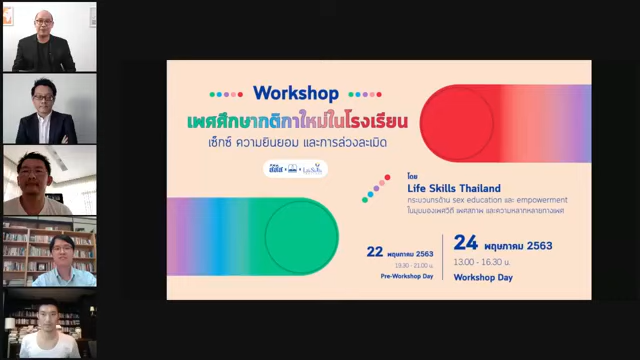 Workshop
เพศศึกษากติกาใหม่ในโรงเรียน
เซ็กซ์ ความยินยอม และการล่วงละเมิด
โดย
Life Skills Thailand
กระบวนกรด้าน sex education และ empowerment
ในมุมมองเพศวิถี เพศสภาพ และความหลากหลายทางเพศ
22 พฤษภาคม 2563
19.30 - 21.00 น.
Pre-Workshop Day
24 พฤษภาคม 2563
13.00 - 16.30 น.
Workshop Day